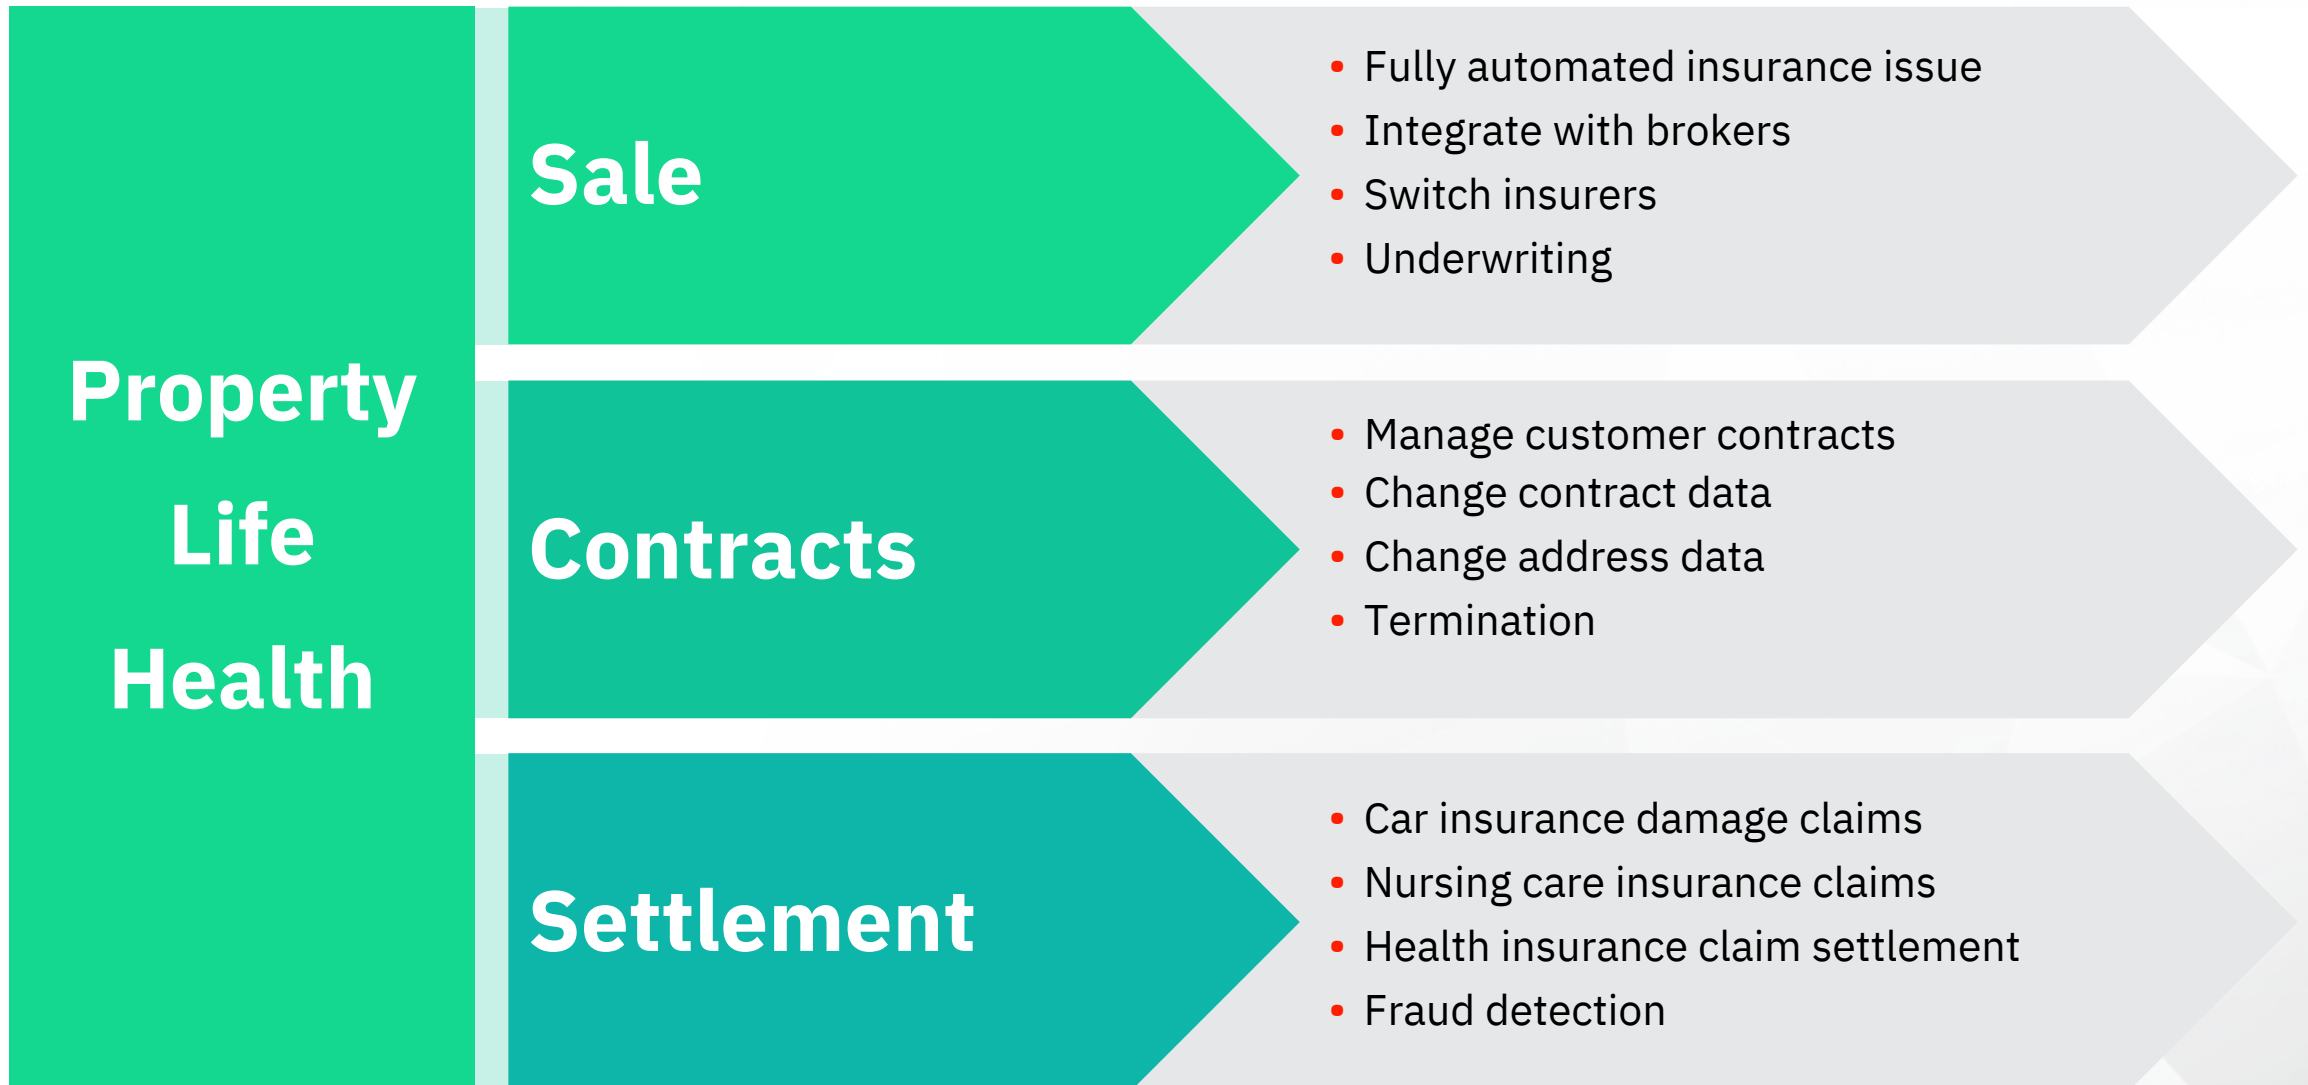 Property
Life
Health
Sale
• Fully automated insurance issue
• Integrate with brokers
• Switch insurers
• Underwriting
Contracts
• Manage customer contracts
• Change contract data
• Change address data
• Termination
Settlement
• Car insurance damage claims
• Nursing care insurance claims
• Health insurance claim settlement
• Fraud detection